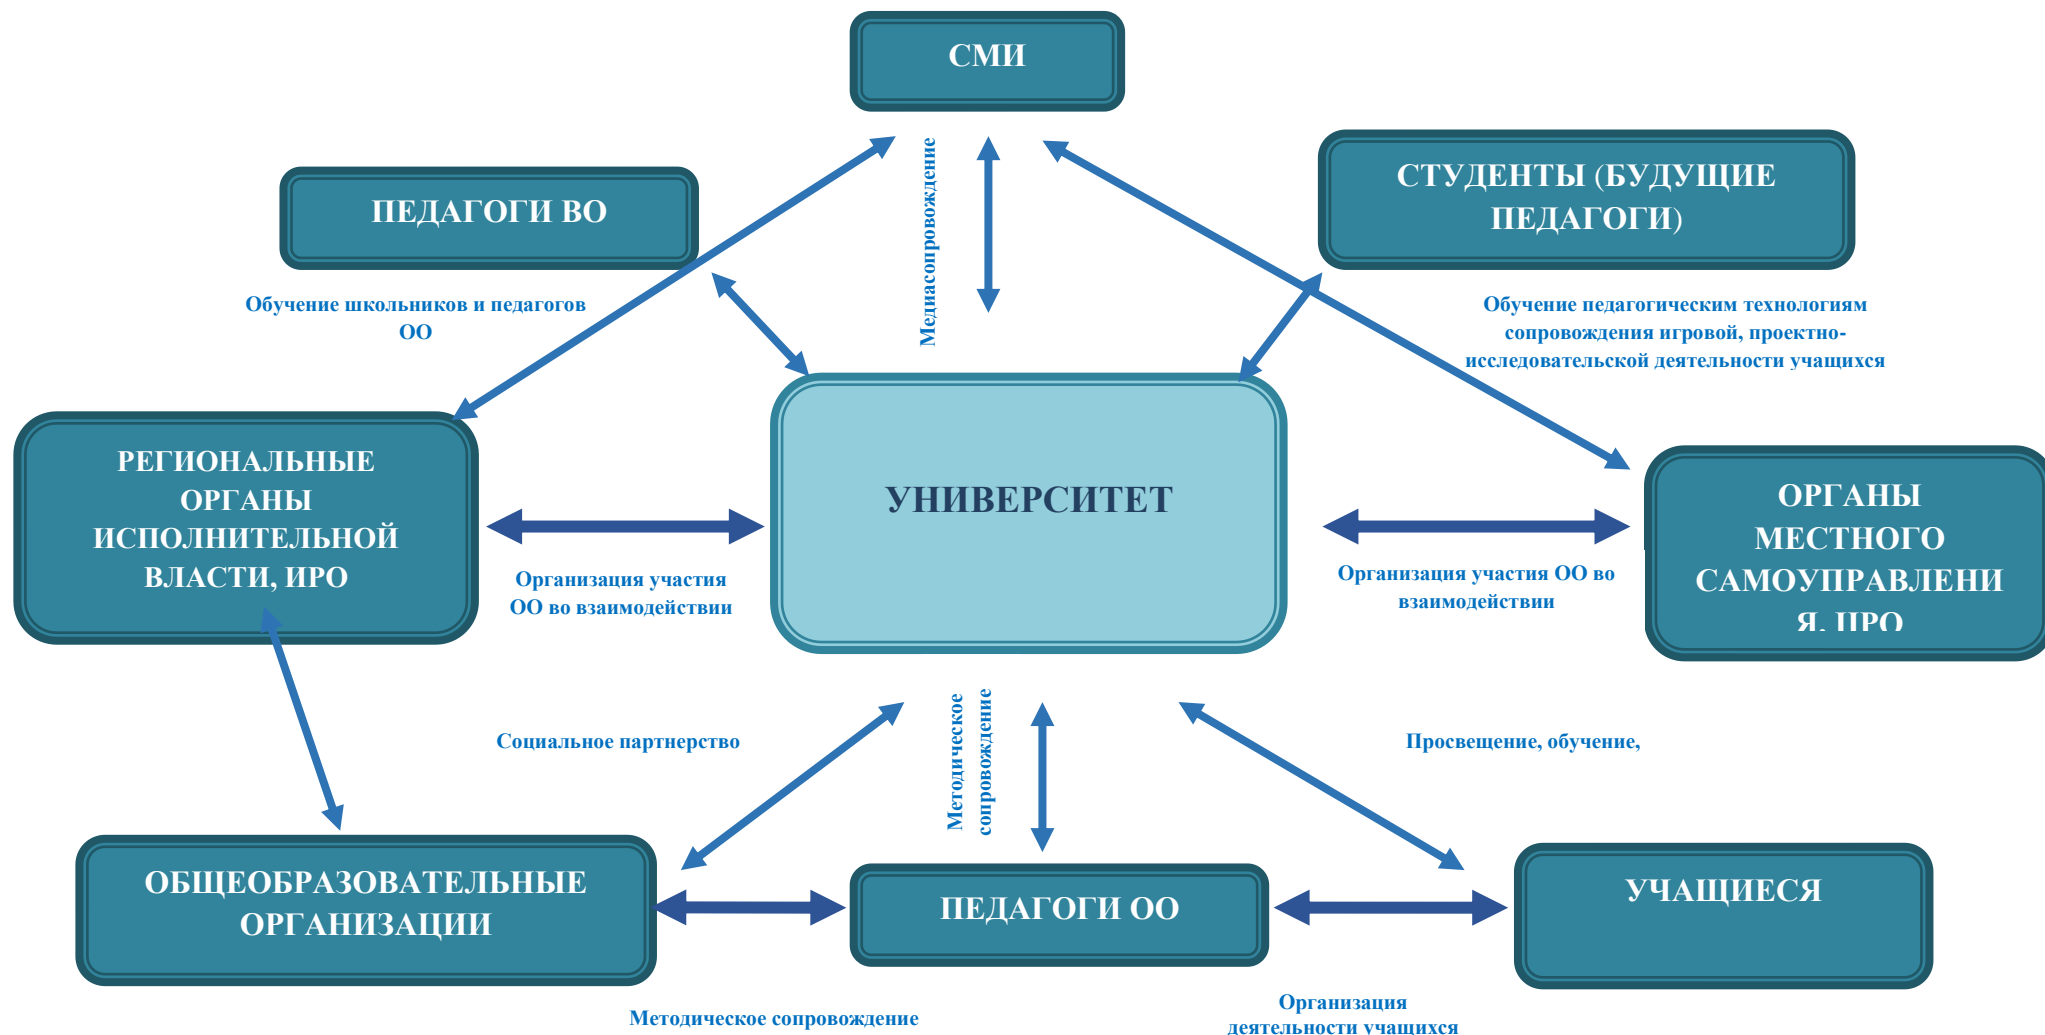 СМИ
ПЕДАГОГИ ВО
СТУДЕНТЫ (БУДУЩИЕ
ПЕДАГОГИ)
Медиасопровождение
Обучение школьников и педагогов
ОО
Обучение педагогическим технологиям
сопровождения игровой, проектно-
исследовательской деятельности учащихся
РЕГИОНАЛЬНЫЕ
ОРГАНЫ
ИСПОЛНИТЕЛЬНОЙ
ВЛАСТИ, ИРО
УНИВЕРСИТЕТ
ОРГАНЫ
МЕСТНОГО
САМОУПРАВЛЕНИ
Я, ПРО
Организация участия
ОО во взаимодействии
Организация участия ОО во
взаимодействии
Социальное партнерство
Методическое
сопровождение
Просвещение, обучение,
ОБЩЕОБРАЗОВАТЕЛЬНЫЕ
ОРГАНИЗАЦИИ
ПЕДАГОГИ ОО
УЧАЩИЕСЯ
Методическое сопровождение
Организация
деятельности учащихся